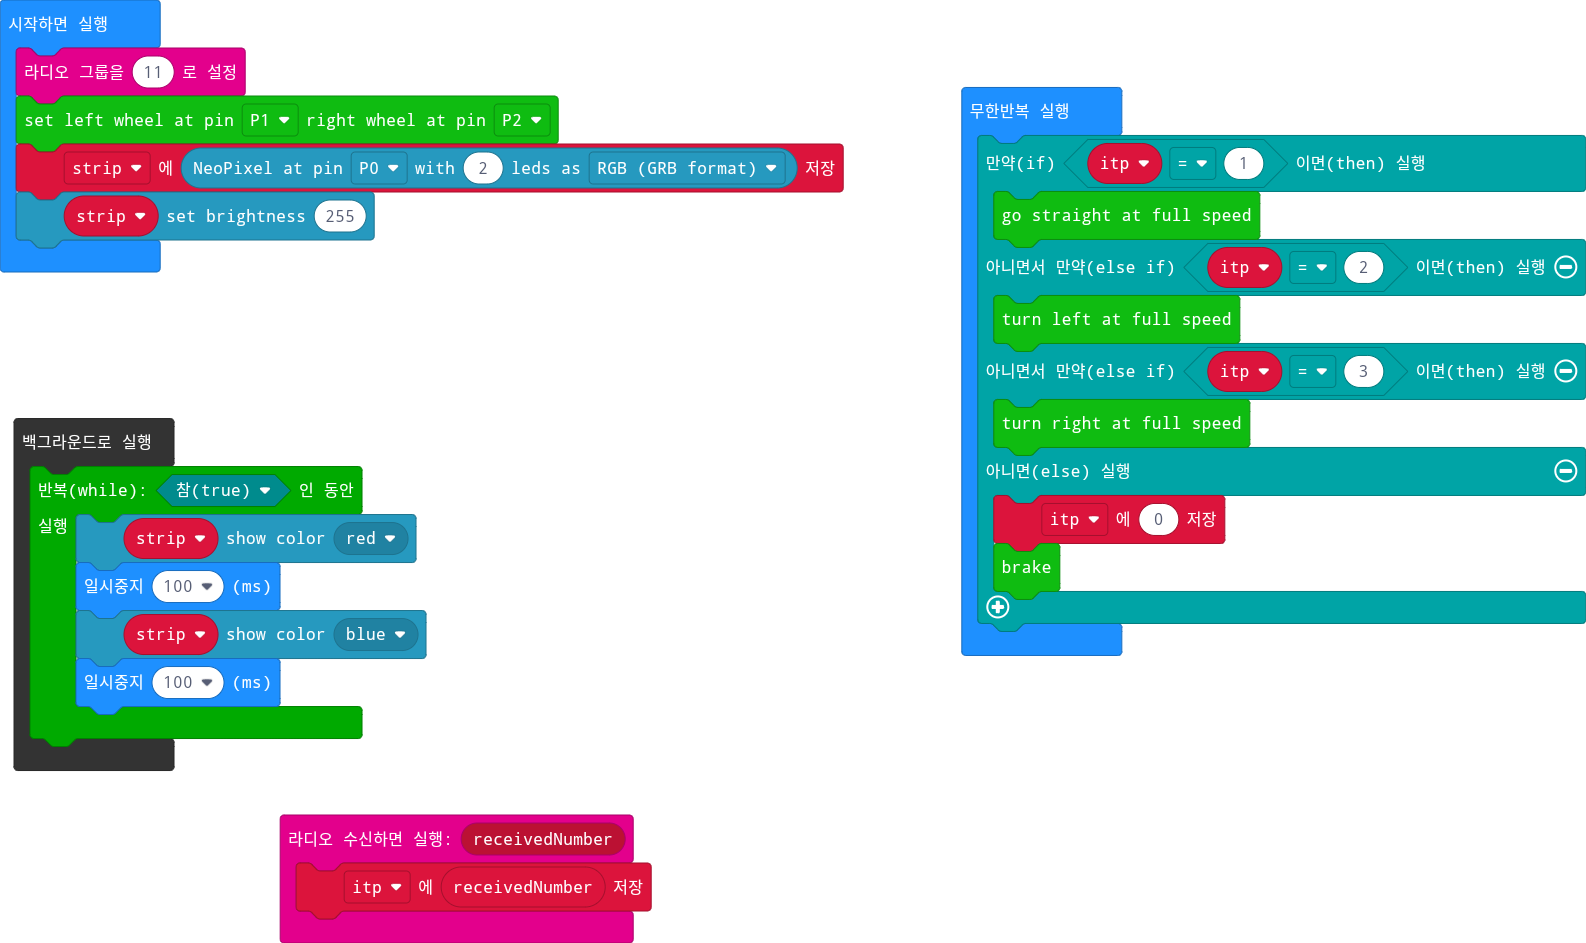 시작하면 실행
라디오 그룹을 11 로 설정
set left wheel at pin P1 right wheel at pin P2
strip 에 NeoPixel at pin P0 with 2 leds as RGB (GRB format) 저장
strip set brightness 255
백그라운드로 실행
반복(while): 참(true) 인 동안
실행
strip show color red
일시중지 100 (ms)
strip show color blue
일시중지 100 (ms)
라디오 수신하면 실행: receivedNumber
itp 에 receivedNumber 저장
무한반복 실행
만약(if) itp = 1 이면(then) 실행
go straight at full speed
아니면서 만약(else if) itp = 2 이면(then) 실행
turn left at full speed
아니면서 만약(else if) itp = 3 이면(then) 실행
turn right at full speed
아니면(else) 실행
itp 에 0 저장
brake